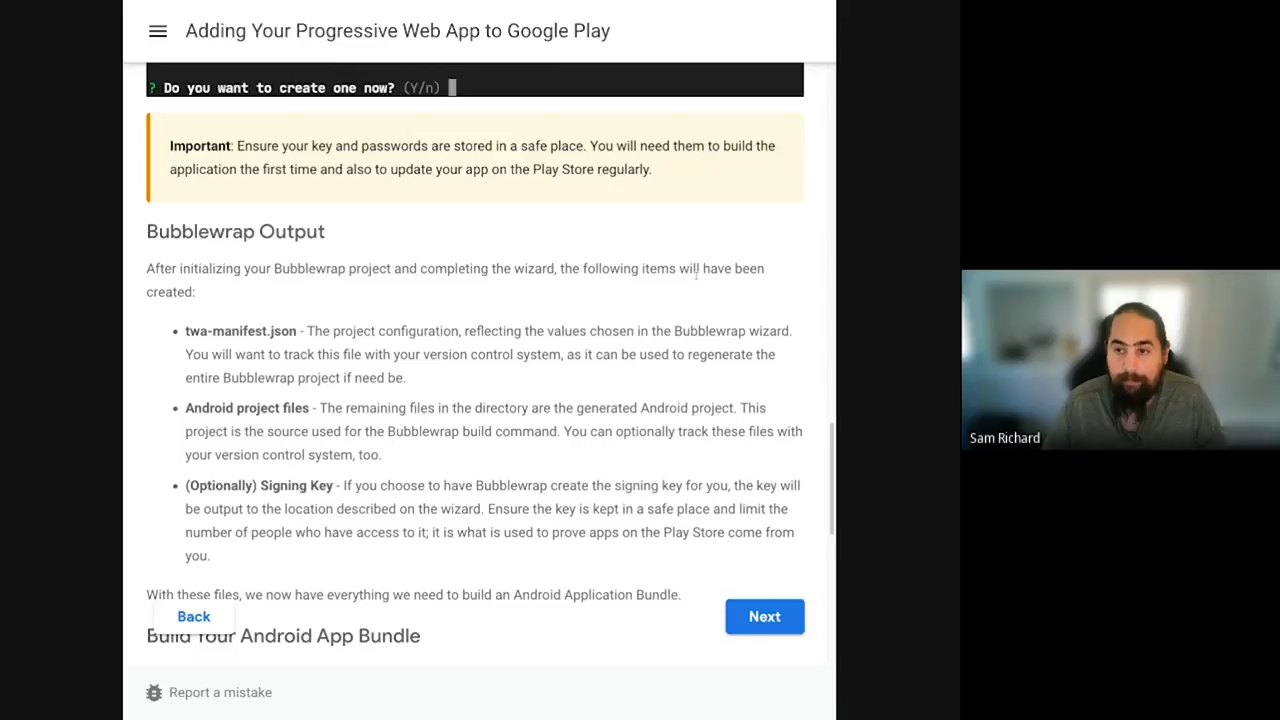 Adding Your Progressive Web App to Google Play
? Do you want to create one now? (Y/n)
Important: Ensure your key and passwords are stored in a safe place. You will need them to build the
application the first time and also to update your app on the Play Store regularly.
Bubblewrap Output
After initializing your Bubblewrap project and completing the wizard, the following items will have been
created:
• twa-manifest.json - The project configuration, reflecting the values chosen in the Bubblewrap wizard.
You will want to track this file with your version control system, as it can be used to regenerate the
entire Bubblewrap project if need be.
• Android project files - The remaining files in the directory are the generated Android project. This
project is the source used for the Bubblewrap build command. You can optionally track these files with
your version control system, too.
• (Optionally) Signing Key - If you choose to have Bubblewrap create the signing key for you, the key will
be output to the location described on the wizard. Ensure the key is kept in a safe place and limit the
number of people who have access to it; it is what is used to prove apps on the Play Store come from
you.
With these files, we now have everything we need to build an Android Application Bundle.
Back
Next
Build Your Android App Bundle
Report a mistake
Sam Richard